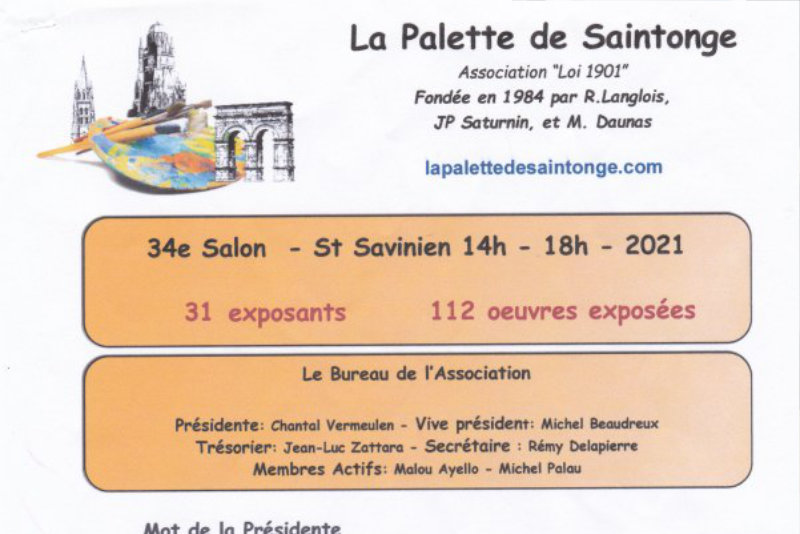 La Palette de Saintonge
Association "Loi 1901"
Fondée en 1984 par R.Langlois,
JP Saturnin, et M. Daunas
lapalettedesaintonge.com
34e Salon - St Savinien 14h - 18h - 2021
31 exposants 112 oeuvres exposées
Le Bureau de l'Association
Présidente: Chantal Vermeulen - Vive président: Michel Beaudreux
Trésorier: Jean-Luc Zattara - Secrétaire : Rémy Delapierre
Membres Actifs: Malou Ayello - Michel Palau
Mot de la Présidente